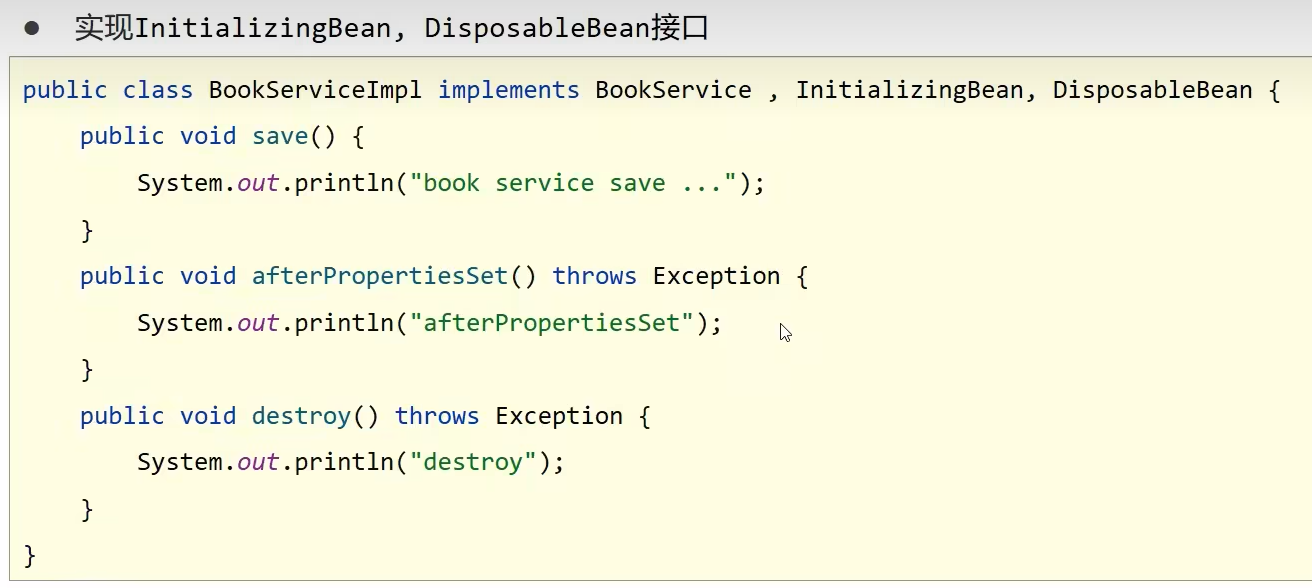 ● 实现InitializingBean, DisposableBean接口
public class BookServiceImpl implements BookService , InitializingBean, DisposableBean {
    public void save() {
        System.out.println("book service save ...");
    }
    public void afterPropertiesSet() throws Exception {
        System.out.println("afterPropertiesSet");
    }
    public void destroy() throws Exception {
        System.out.println("destroy");
    }
}